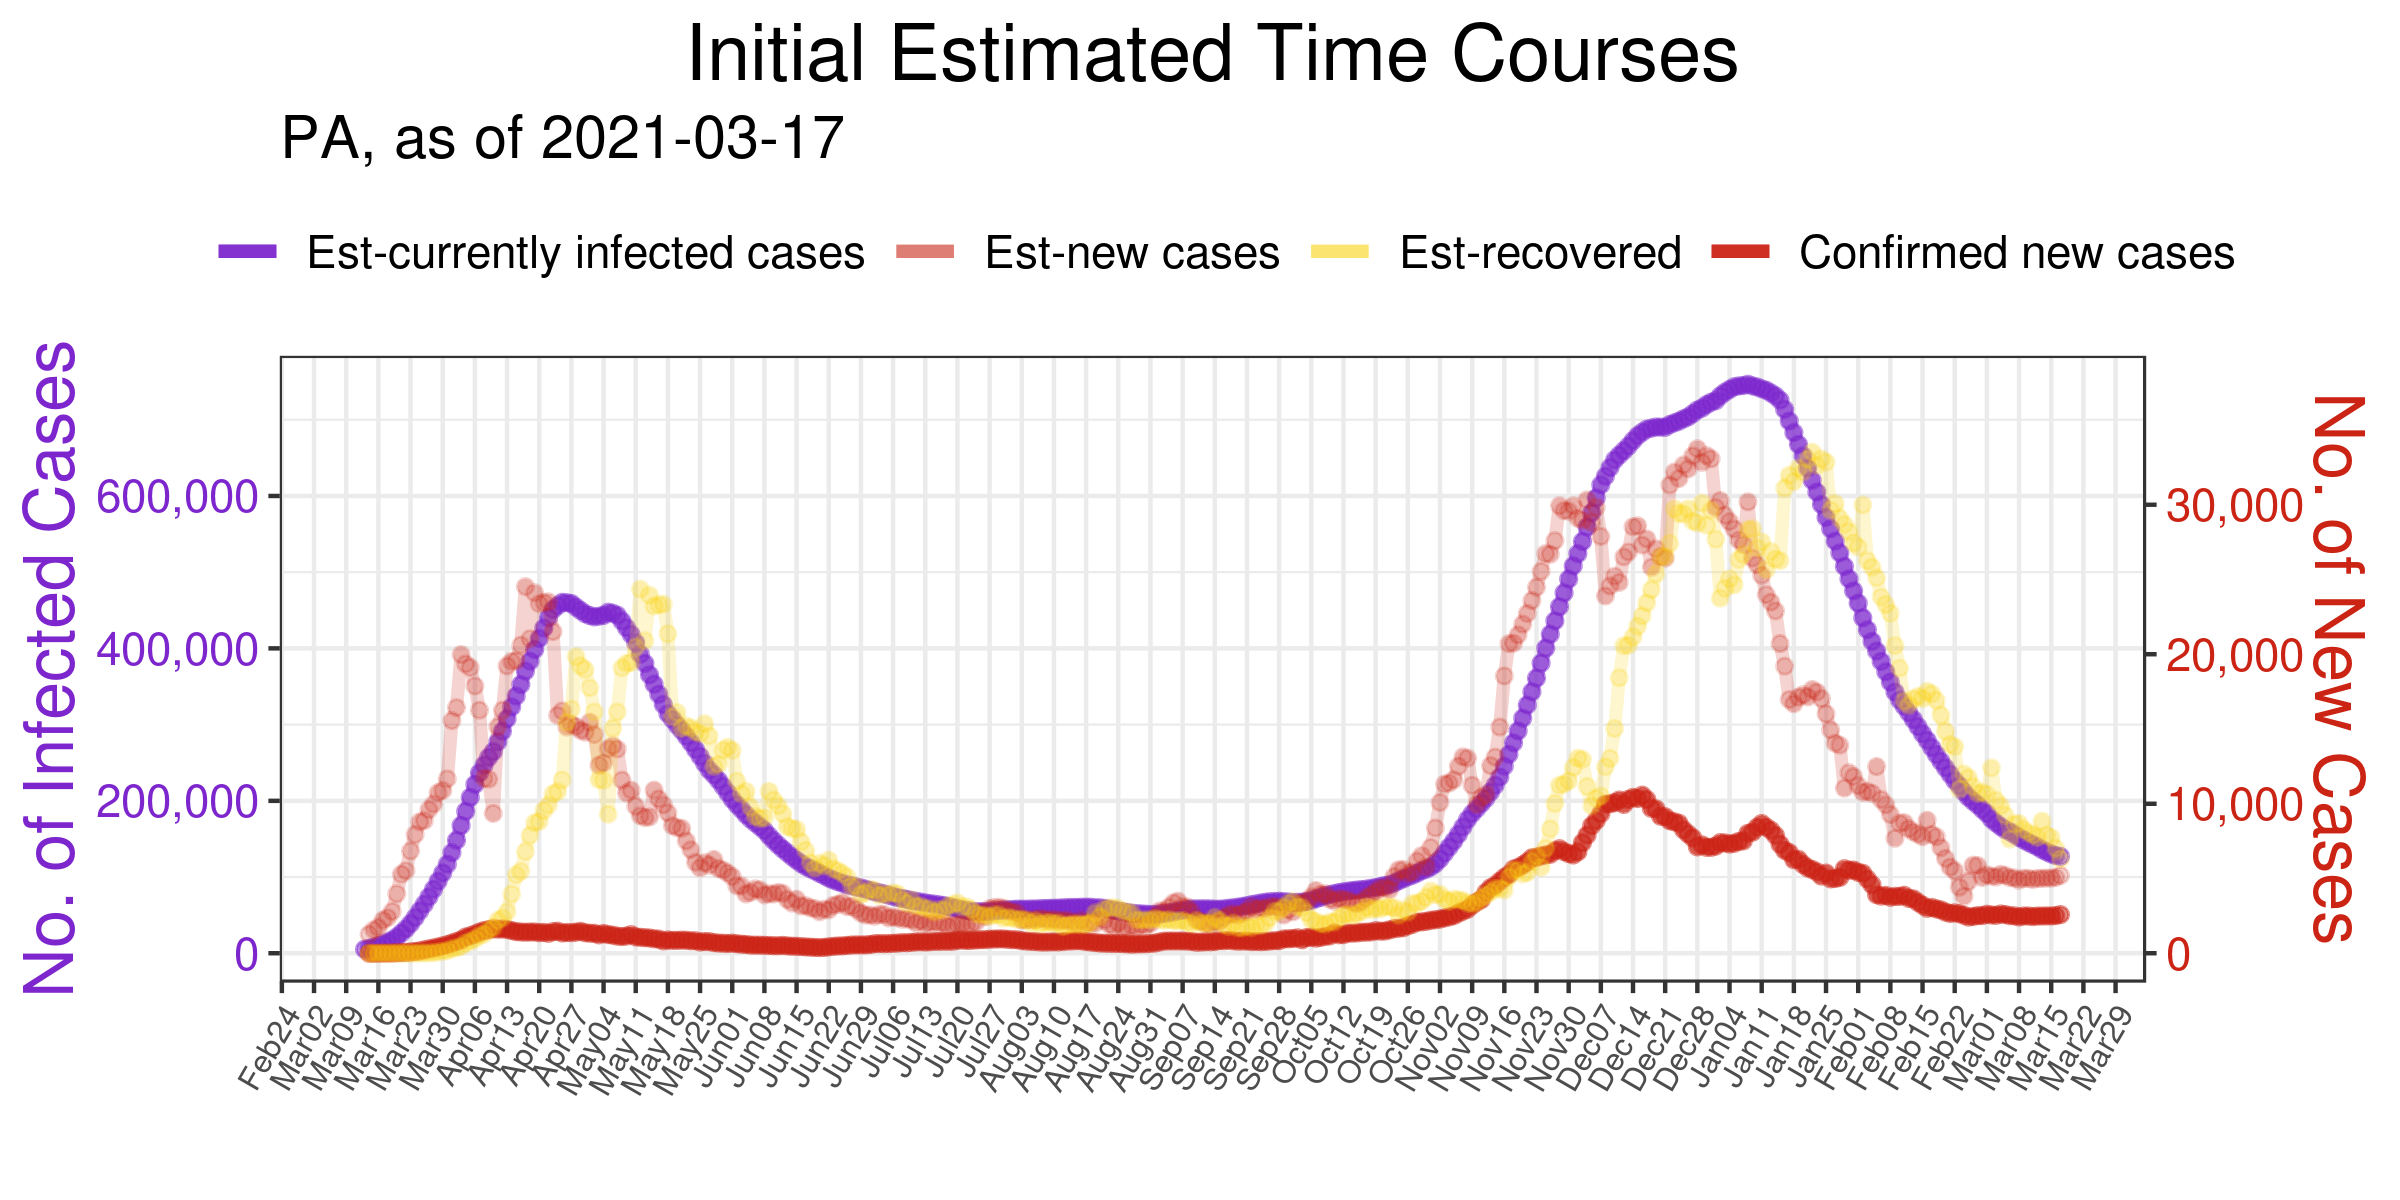 Initial Estimated Time Courses
PA, as of 2021-03-17
Est-currently infected cases Est-new cases Est-recovered Confirmed new cases
No. of Infected Cases
600,000
400,000
200,000
0
30,000
20,000
10,000
0
No. of New Cases
Feb24 Mar02 Mar09 Mar16 Mar23 Mar30 Apr06 Apr13 Apr20 Apr27 May04 May11 May18 May25 Jun01 Jun08 Jun15 Jun22 Jun29 Jul06 Jul13 Jul20 Jul27 Aug03 Aug10 Aug17 Aug24 Aug31 Sep07 Sep14 Sep21 Sep28 Oct05 Oct12 Oct19 Oct26 Nov02 Nov09 Nov16 Nov23 Nov30 Dec07 Dec14 Dec21 Dec28 Jan04 Jan11 Jan18 Jan25 Feb01 Feb08 Feb15 Feb22 Mar01 Mar08 Mar15 Mar22 Mar29